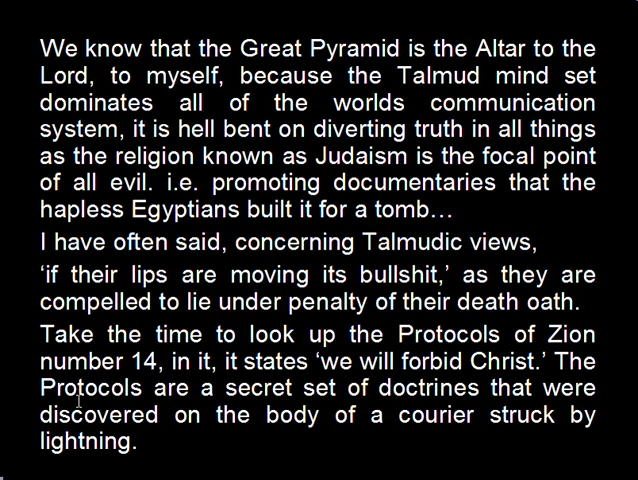 We know that the Great Pyramid is the Altar to the
Lord, to myself, because the Talmud mind set
dominates all of the worlds communication
system, it is hell bent on diverting truth in all things
as the religion known as Judaism is the focal point
of all evil. i.e. promoting documentaries that the
hapless Egyptians built it for a tomb…
I have often said, concerning Talmudic views,
‘if their lips are moving its bullshit,’ as they are
compelled to lie under penalty of their death oath.
Take the time to look up the Protocols of Zion
number 14, in it, it states ‘we will forbid Christ.’ The
Protocols are a secret set of doctrines that were
discovered on the body of a courier struck by
lightning.